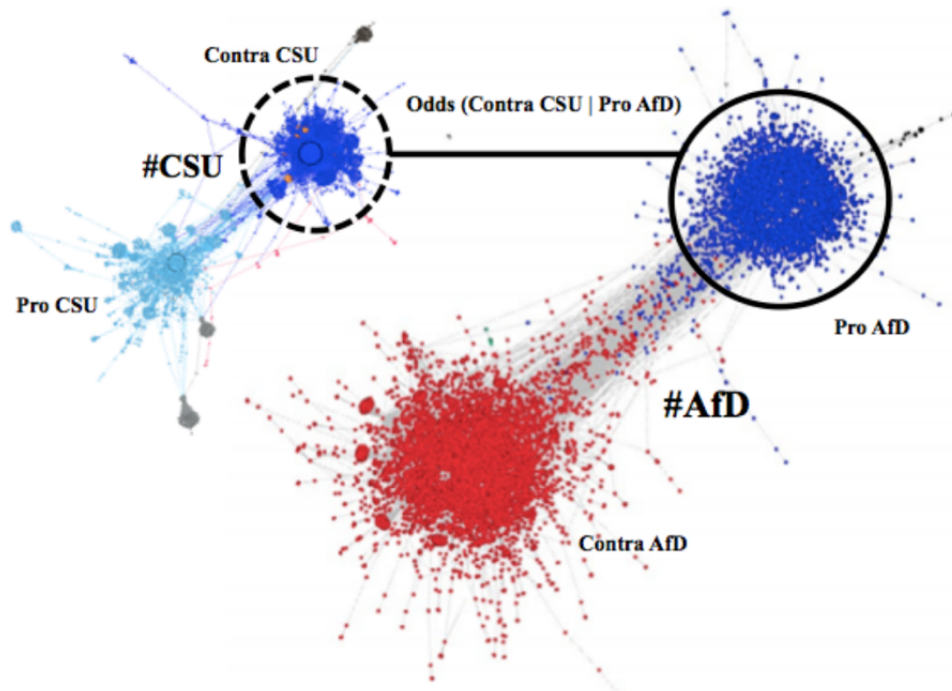 Contra CSU
Odds (Contra CSU | Pro AfD)
#CSU
Pro CSU
Pro AfD
#AfD
Contra AfD